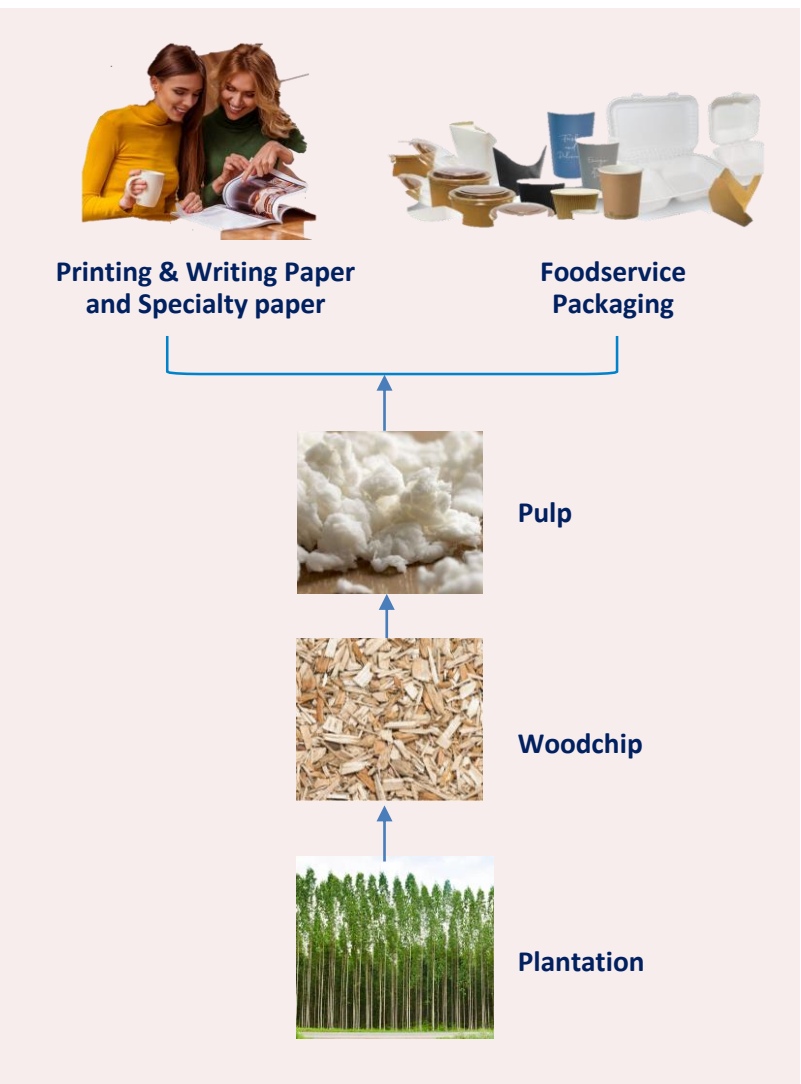 Printing & Writing Paper
and Specialty paper
Foodservice
Packaging
Pulp
Woodchip
Plantation